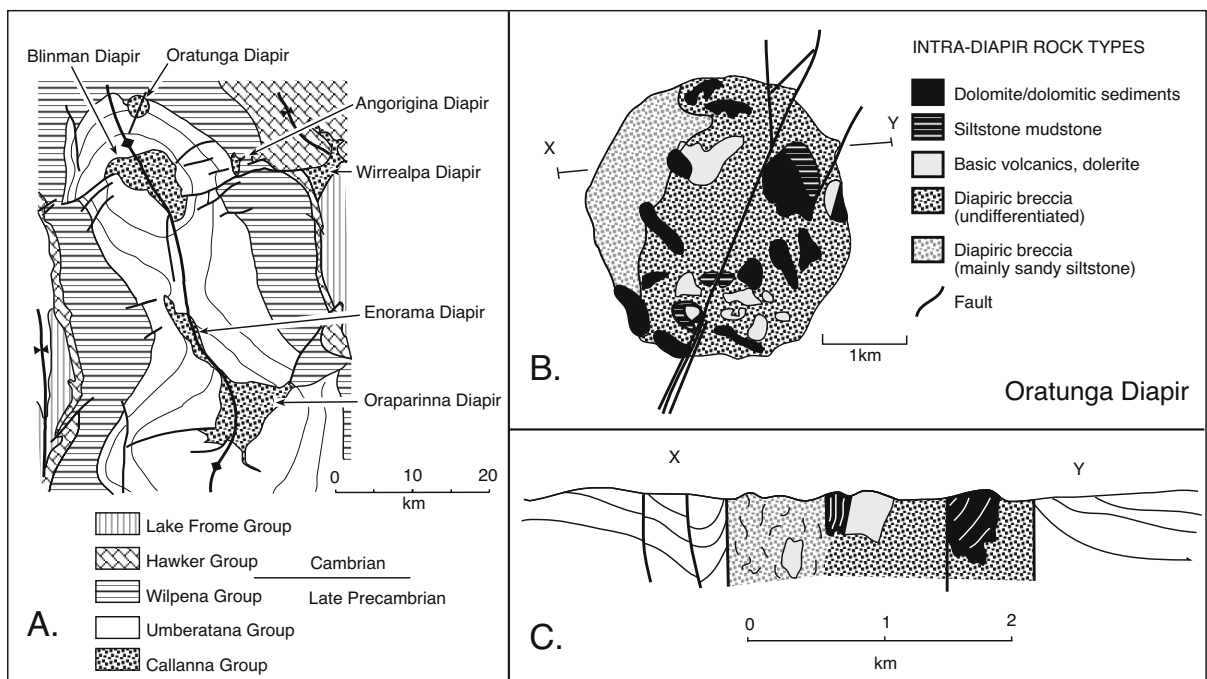 Blinman Diapir
Oratunga Diapir
Angorigina Diapir
Wirrealpa Diapir
Enorama Diapir
Oraparinna Diapir
0 10 20
km
Lake Frome Group
Hawker Group
Cambrian
Wilpena Group
Late Precambrian
Umberatana Group
Callanna Group
A.
INTRA-DIAPIR ROCK TYPES
Dolomite/dolomitic sediments
Siltstone mudstone
Basic volcanics, dolerite
Diapiric breccia
(undifferentiated)
Diapiric breccia
(mainly sandy siltstone)
Fault
X
Y
1km
B.
Oratunga Diapir
X
Y
C.
0 1 2
km